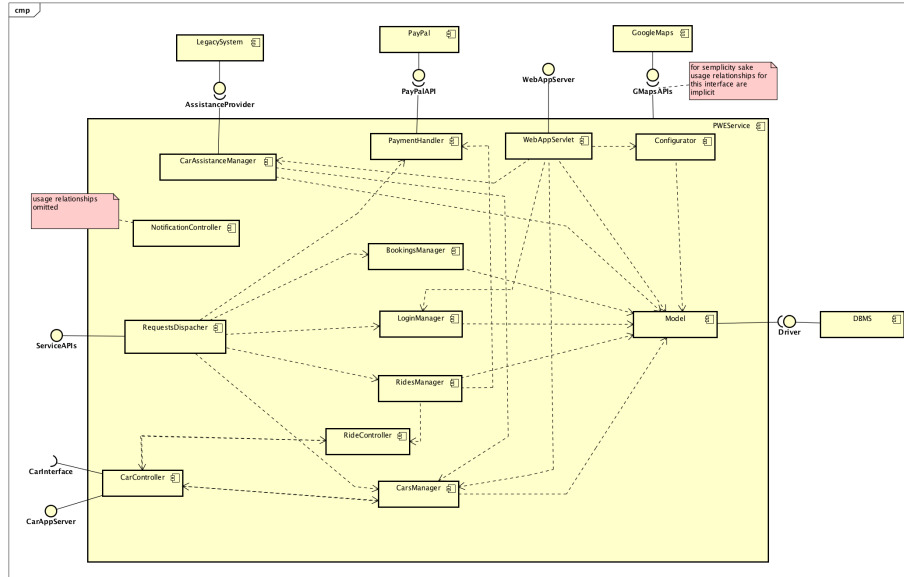 cmp
LegacySystem
PayPal
GoogleMaps
AssistanceProvider
PayPalAPI
WebAppServer
GMapsAPIs
for semplicity sake
usage relationships for
this interface are
implicit
PWEService
CarAssistanceManager
PaymentHandler
WebAppServlet
Configurator
usage relationships
omitted
NotificationController
BookingsManager
RequestsDispacher
LoginManager
Model
DBMS
ServiceAPIs
Driver
RidesManager
RideController
CarInterface
CarController
CarsManager
CarAppServer